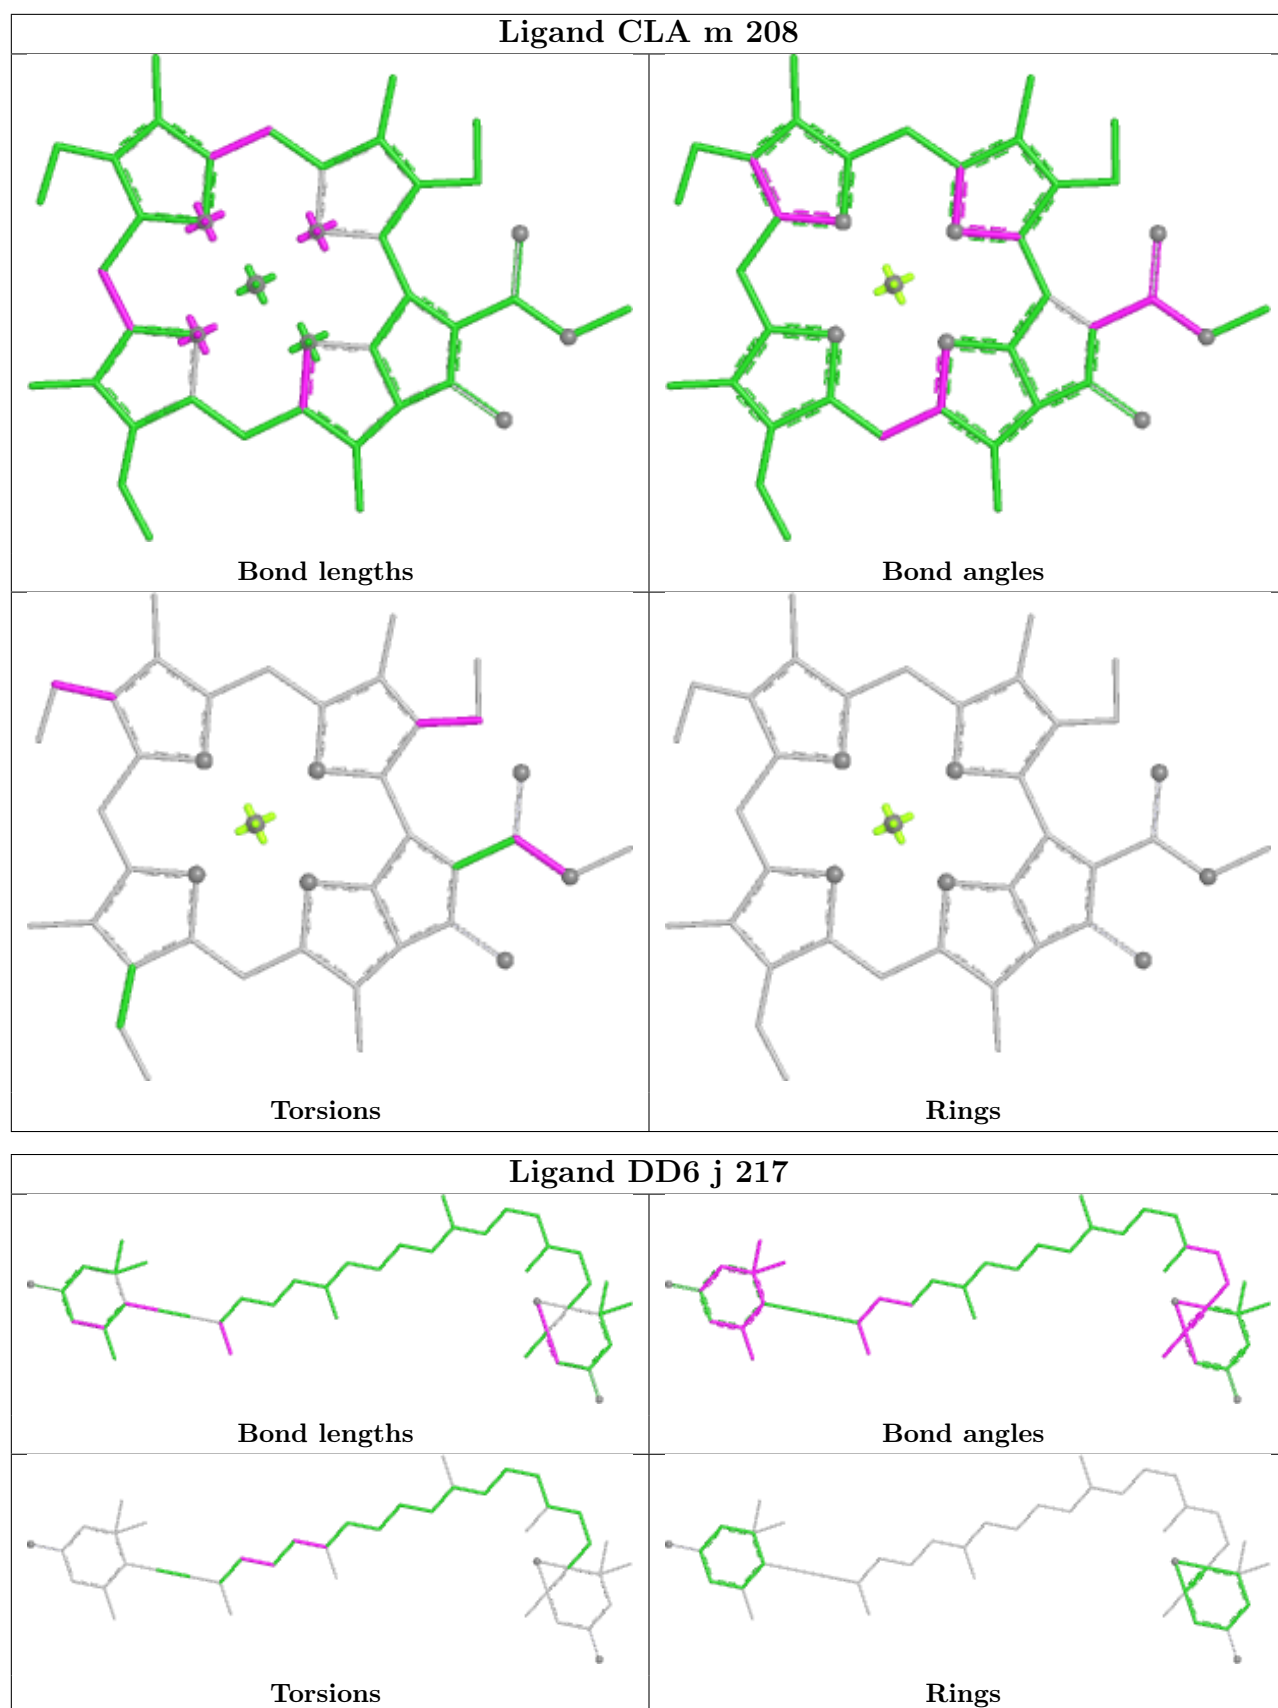 Ligand CLA m 208
Bond lengths
Bond angles
Torsions
Rings
Ligand DD6 j 217
Bond lengths
Bond angles
Torsions
Rings